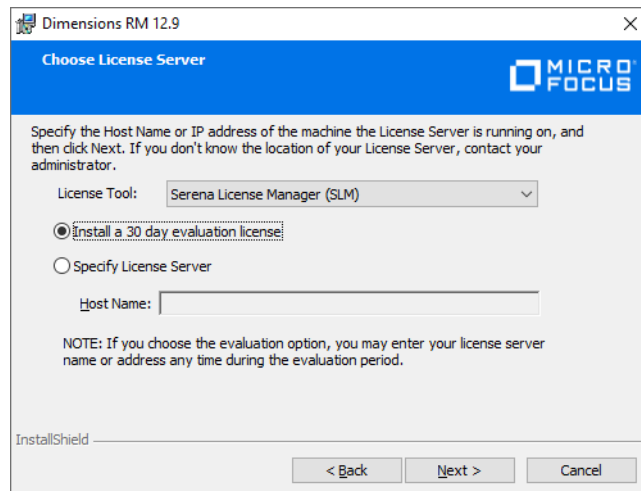 Dimensions RM 12.9
Choose License Server
MICRO
FOCUS
Specify the Host Name or IP address of the machine the License Server is running on, and
then click Next. If you don't know the location of your License Server, contact your
administrator.
License Tool: Serena License Manager (SLM)
Install a 30 day evaluation license
Specify License Server
Host Name:
NOTE: If you choose the evaluation option, you may enter your license server
name or address any time during the evaluation period.
InstallShield
< Back Next > Cancel